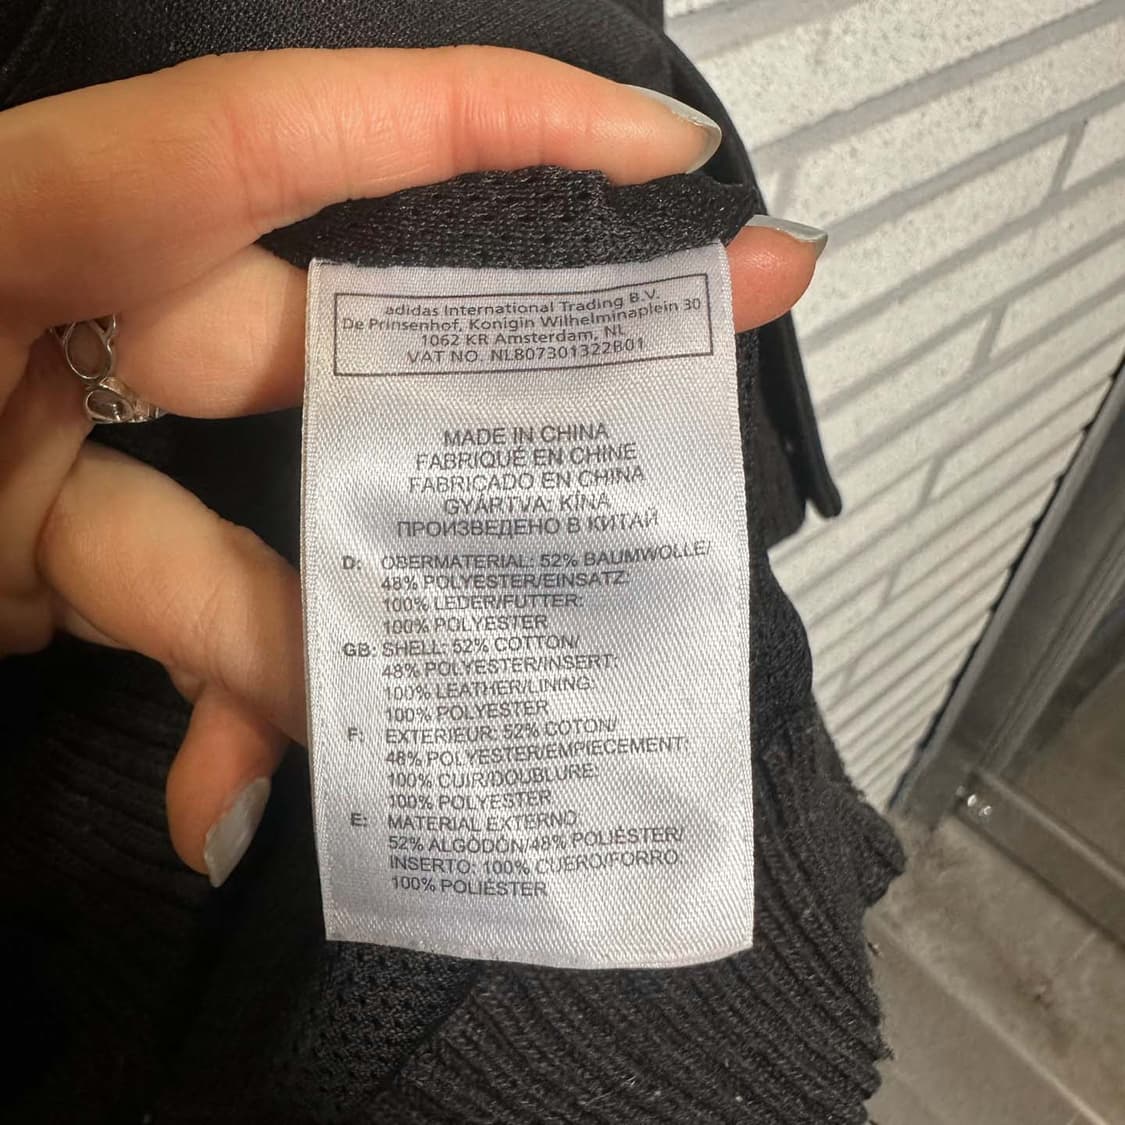 adidas International Trading B.V.
De Prinsenhof, Konigin Wilhelminaplein 30
1062 KR Amsterdam, NL
VAT NO. NL807301322B01
MADE IN CHINA
FABRIQUÉ EN CHINE
FABRICADO EN CHINA
GYÁRTVA: KÍNA
ПРОИЗВЕДЕНО В КИТАЙ
D: OBERMATERIAL: 52% BAUMWOLLE/
48% POLYESTER/EINSATZ:
100% LEDER/FUTTER:
100% POLYESTER
GB: SHELL: 52% COTTON/
48% POLYESTER/INSERT:
100% LEATHER/LINING:
100% POLYESTER
F: EXTERIEUR: 52% COTON/
48% POLYESTER/EMPIECEMENT:
100% CUIR/DOUBLURE:
100% POLYESTER
E: MATERIAL EXTERNO
52% ALGODÓN/48% POLIÉSTER/
INSERTO: 100% CUERO/FORRO:
100% POLIÉSTER